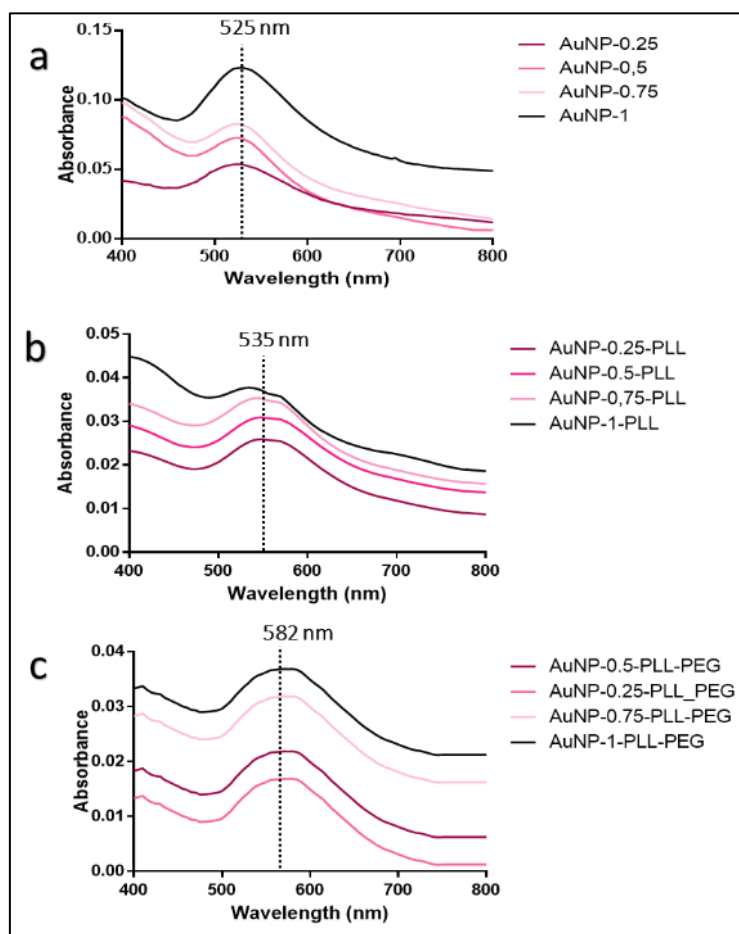 a
525 nm
0.15
0.10
0.05
0.00
Absorbance
400 500 600 700 800
Wavelength (nm)
AuNP-0.25
AuNP-0,5
AuNP-0.75
AuNP-1
b
535 nm
0.05
0.04
0.03
0.02
0.01
0.00
Absorbance
400 500 600 700 800
Wavelength (nm)
AuNP-0.25-PLL
AuNP-0.5-PLL
AuNP-0,75-PLL
AuNP-1-PLL
c
582 nm
0.04
0.03
0.02
0.01
0.00
Absorbance
400 500 600 700 800
Wavelength (nm)
AuNP-0.5-PLL-PEG
AuNP-0.25-PLL_PEG
AuNP-0.75-PLL-PEG
AuNP-1-PLL-PEG